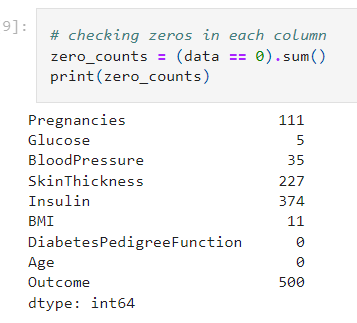 9]:
# checking zeros in each column
zero_counts = (data == 0).sum()
print(zero_counts)
Pregnancies 111
Glucose 5
BloodPressure 35
SkinThickness 227
Insulin 374
BMI 11
DiabetesPedigreeFunction 0
Age 0
Outcome 500
dtype: int64